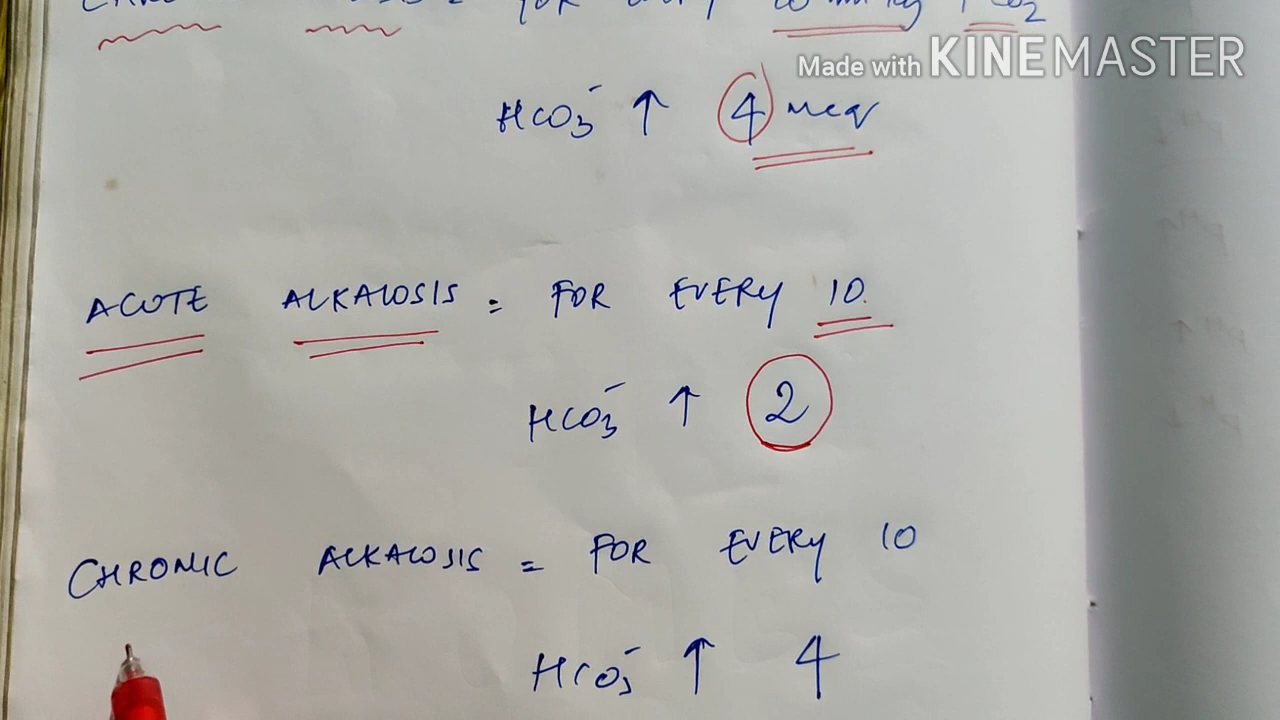 FOR
Made with KINEMASTER
HCO3⁻ ↑ 4 meq
ACUTE ALKALOSIS = FOR EVERY 10
HCO3⁻ ↑ 2
CHRONIC ALKALOSIS = FOR EVERY 10
HCO3⁻ ↑ 4